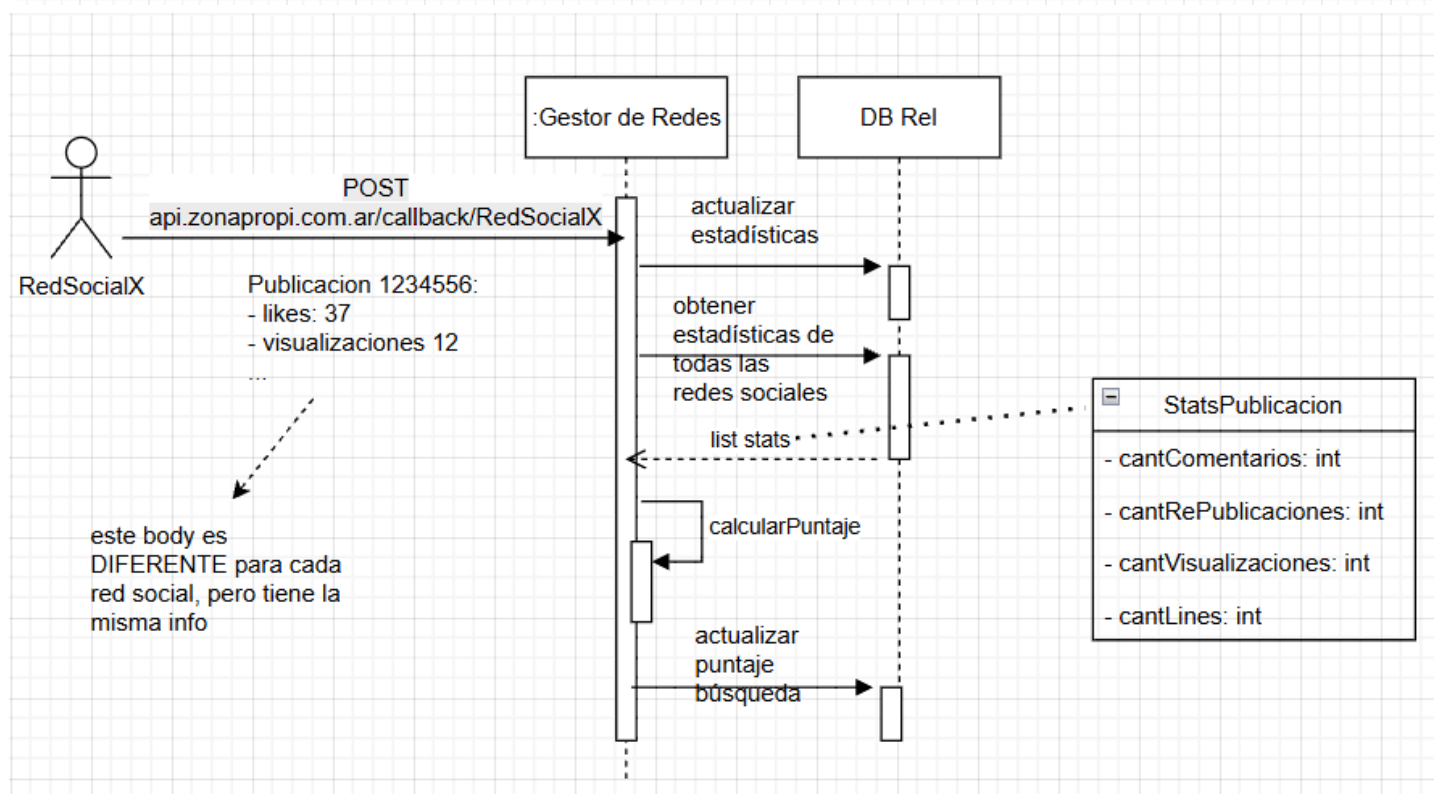 :Gestor de Redes
DB Rel
POST
api.zonapropi.com.ar/callback/RedSocialX
RedSocialX
Publicacion 1234556:
- likes: 37
- visualizaciones 12
...
este body es
DIFERENTE para cada
red social, pero tiene la
misma info
actualizar
estadísticas
obtener
estadísticas de
todas las
redes sociales
list stats
calcularPuntaje
actualizar
puntaje
búsqueda
StatsPublicacion
- cantComentarios: int
- cantRePublicaciones: int
- cantVisualizaciones: int
- cantLines: int